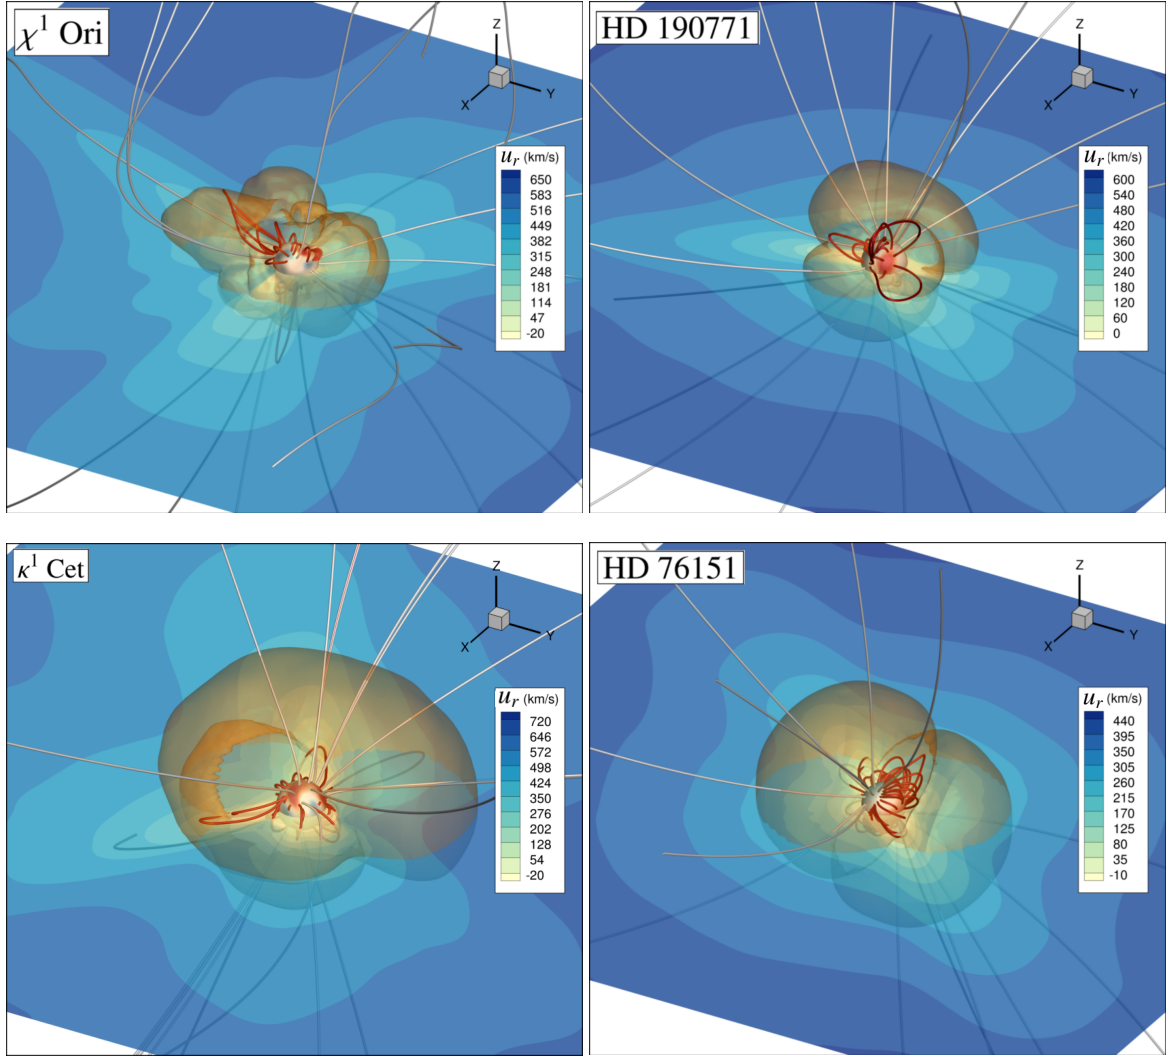 χ¹ Ori
Z
X
Y
u_r (km/s)
650
583
516
449
382
315
248
181
114
47
-20
HD 190771
Z
X
Y
u_r (km/s)
600
540
480
420
360
300
240
180
120
60
0
κ¹ Cet
Z
X
Y
u_r (km/s)
720
646
572
498
424
350
276
202
128
54
-20
HD 76151
Z
X
Y
u_r (km/s)
440
395
350
305
260
215
170
125
80
35
-10